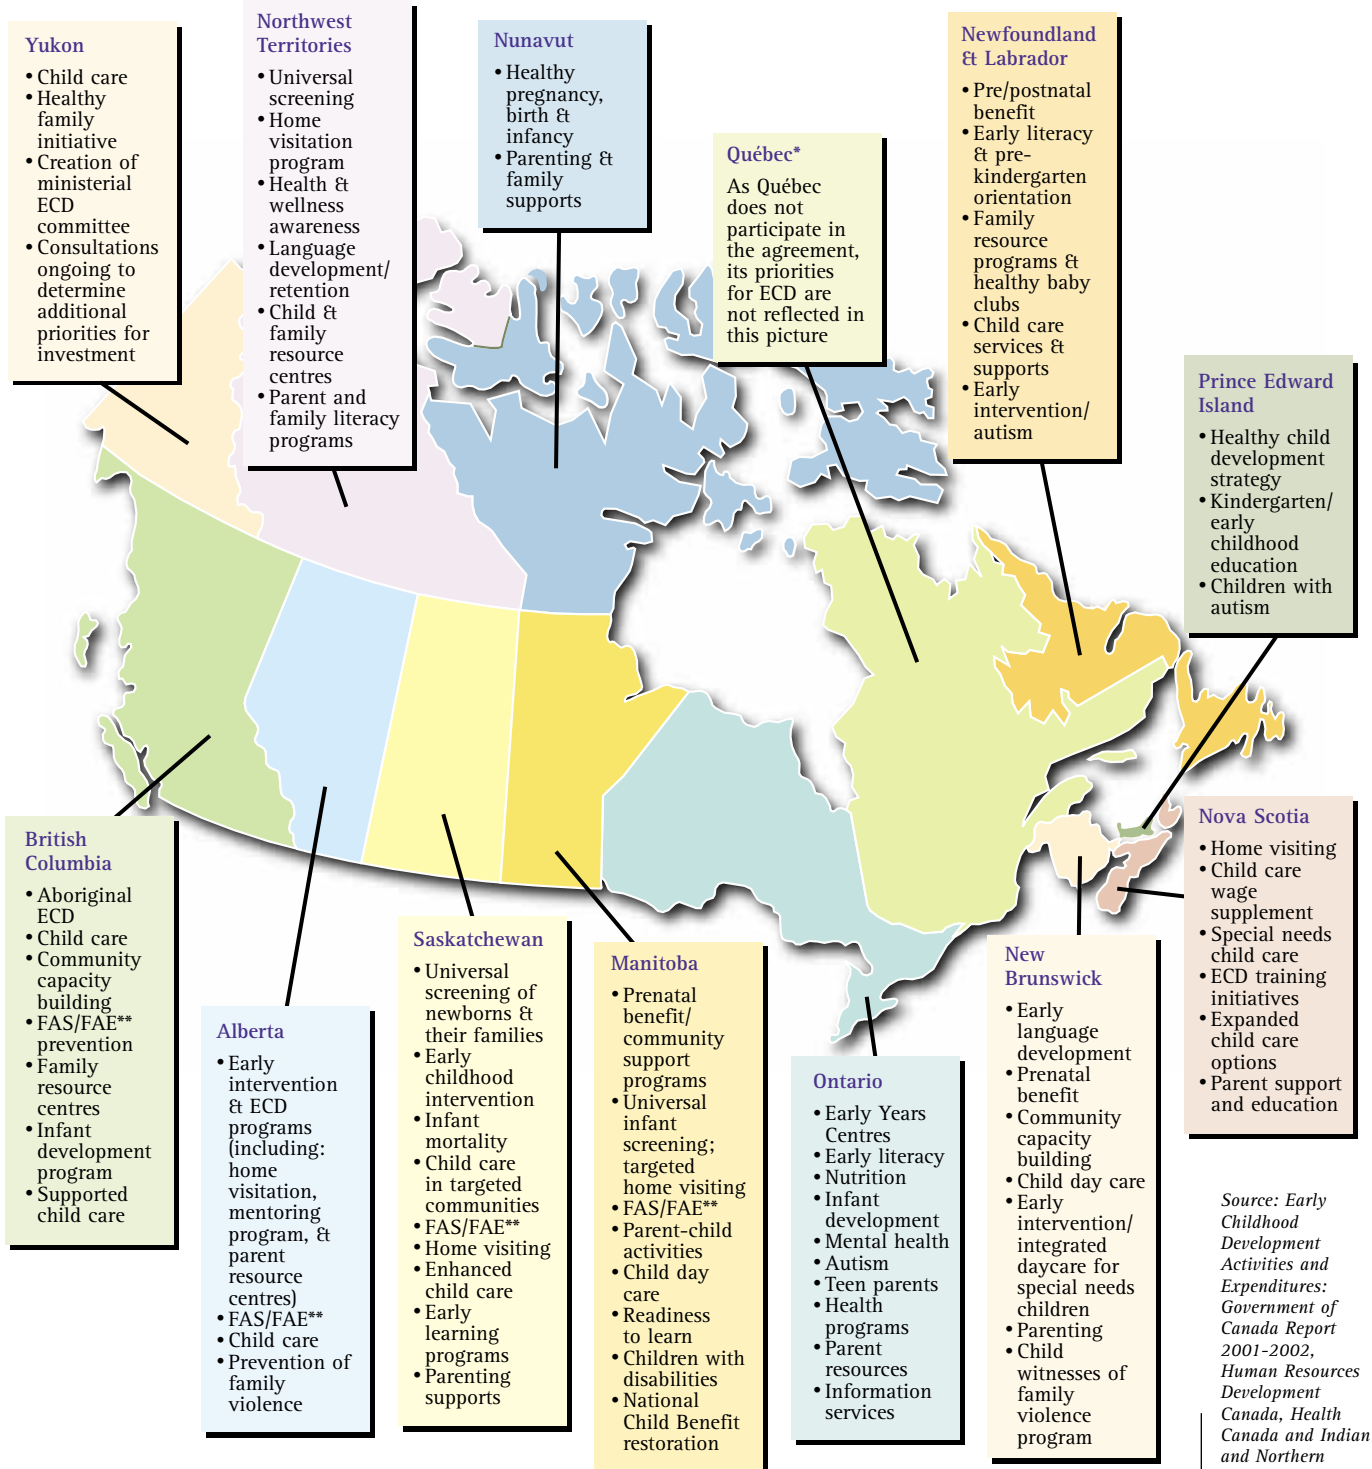 Yukon
• Child care
• Healthy
family
initiative
• Creation of
ministerial
ECD
committee
• Consultations
ongoing to
determine
additional
priorities for
investment
Northwest
Territories
• Universal
screening
• Home
visitation
program
• Health &
wellness
awareness
• Language
development/
retention
• Child &
family
resource
centres
• Parent and
family literacy
programs
Nunavut
• Healthy
pregnancy,
birth &
infancy
• Parenting &
family
supports
Québec*
As Québec
does not
participate in
the agreement,
its priorities
for ECD are
not reflected in
this picture
Newfoundland
& Labrador
• Pre/postnatal
benefit
• Early literacy
& pre-
kindergarten
orientation
• Family
resource
programs &
healthy baby
clubs
• Child care
services &
supports
• Early
intervention/
autism
Prince Edward
Island
• Healthy child
development
strategy
• Kindergarten/
early
childhood
education
• Children with
autism
British
Columbia
• Aboriginal
ECD
• Child care
• Community
capacity
building
• FAS/FAE**
prevention
• Family
resource
centres
• Infant
development
program
• Supported
child care
Alberta
• Early
intervention
& ECD
programs
(including:
home
visitation,
mentoring
program, &
parent
resource
centres)
• FAS/FAE**
• Child care
• Prevention of
family
violence
Saskatchewan
• Universal
screening of
newborns &
their families
• Early
childhood
intervention
• Infant
mortality
• Child care
in targeted
communities
• FAS/FAE**
• Home visiting
• Enhanced
child care
• Early
learning
programs
• Parenting
supports
Manitoba
• Prenatal
benefit/
community
support
programs
• Universal
infant
screening;
targeted
home visiting
• FAS/FAE**
• Parent-child
activities
• Child day
care
• Readiness
to learn
• Children with
disabilities
• National
Child Benefit
restoration
Ontario
• Early Years
Centres
• Early literacy
• Nutrition
• Infant
development
• Mental health
• Autism
• Teen parents
• Health
programs
• Parent
resources
• Information
services
New
Brunswick
• Early
language
development
• Prenatal
benefit
• Community
capacity
building
• Child day care
• Early
intervention/
integrated
daycare for
special needs
children
• Parenting
• Child
witnesses of
family
violence
program
Nova Scotia
• Home visiting
• Child care
wage
supplement
• Special needs
child care
• ECD training
initiatives
• Expanded
child care
options
• Parent support
and education
Source: Early
Childhood
Development
Activities and
Expenditures:
Government of
Canada Report
2001-2002,
Human Resources
Development
Canada, Health
Canada and Indian
and Northern